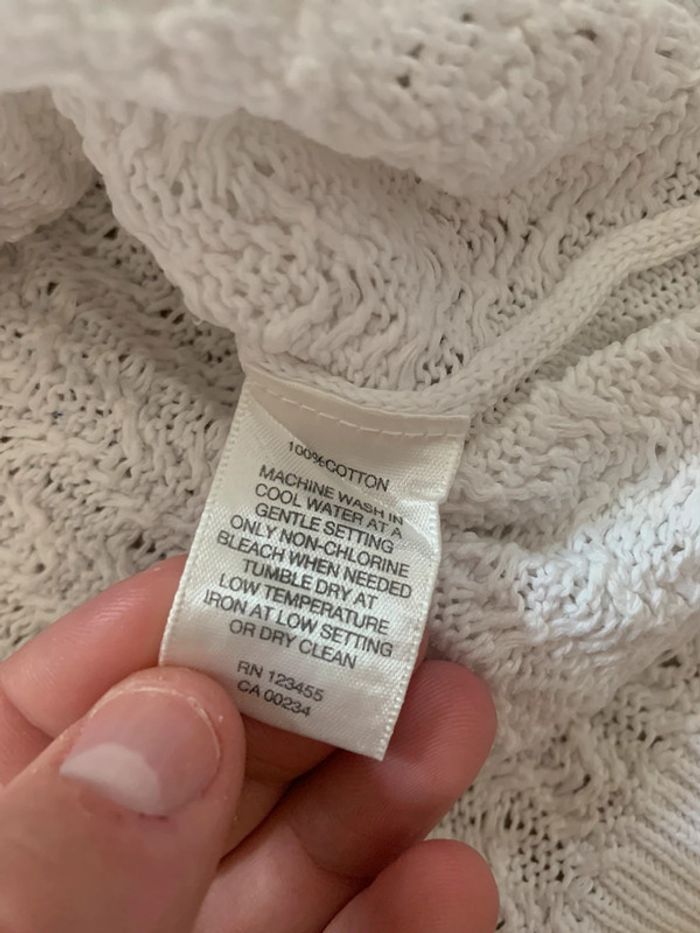 100%COTTON
MACHINE WASH IN
COOL WATER AT A
GENTLE SETTING
ONLY NON-CHLORINE
BLEACH WHEN NEEDED
TUMBLE DRY AT
LOW TEMPERATURE
IRON AT LOW SETTING
OR DRY CLEAN
RN 123455
CA 00234